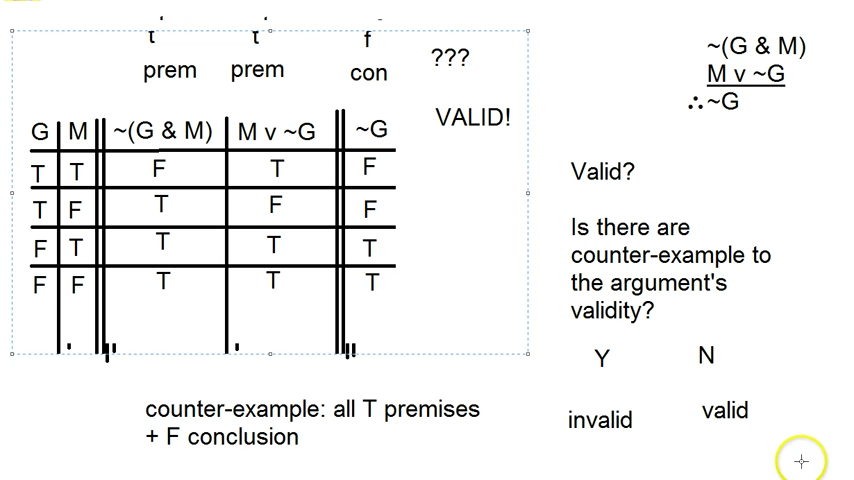 t t f
prem prem con
???
VALID!
G M ~(G & M) M v ~G ~G
T T F T F
T F T F F
F T T T T
F F T T T
counter-example: all T premises
+ F conclusion
~(G & M)
M v ~G
∴ ~G
Valid?
Is there are
counter-example to
the argument's
validity?
Y N
invalid valid